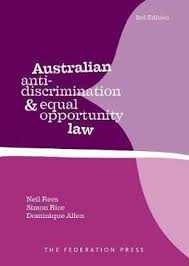 3rd Edition
Australian
anti-
discrimination
& equal
opportunity
law
Neil Rees
Simon Rice
Dominique Allen
THE FEDERATION PRESS